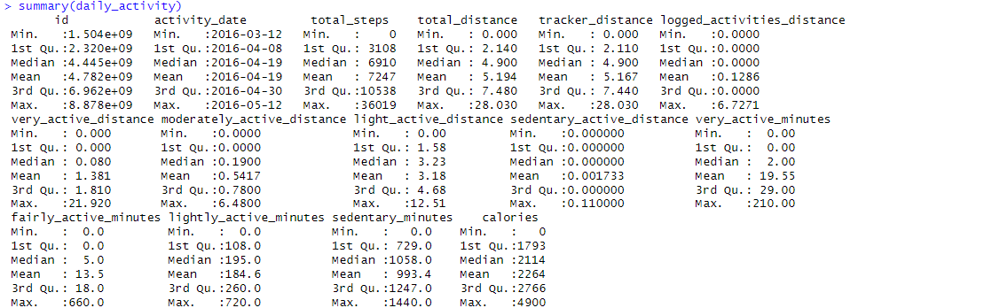 > summary(daily_activity)
id activity_date total_steps total_distance tracker_distance logged_activities_distance
Min. :1.504e+09 Min. :2016-03-12 Min. : 0 Min. : 0.000 Min. : 0.000 Min. :0.0000
1st Qu.:2.320e+09 1st Qu.:2016-04-08 1st Qu.: 3108 1st Qu.: 2.140 1st Qu.: 2.110 1st Qu.:0.0000
Median :4.445e+09 Median :2016-04-19 Median : 6910 Median : 4.900 Median : 4.900 Median :0.0000
Mean :4.782e+09 Mean :2016-04-19 Mean : 7247 Mean : 5.194 Mean : 5.167 Mean :0.1286
3rd Qu.:6.962e+09 3rd Qu.:2016-04-30 3rd Qu.:10538 3rd Qu.: 7.480 3rd Qu.: 7.440 3rd Qu.:0.0000
Max. :8.878e+09 Max. :2016-05-12 Max. :36019 Max. :28.030 Max. :28.030 Max. :6.7271
very_active_distance moderately_active_distance light_active_distance sedentary_active_distance very_active_minutes
Min. : 0.000 Min. :0.0000 Min. : 0.00 Min. :0.000000 Min. : 0.00
1st Qu.: 0.000 1st Qu.:0.0000 1st Qu.: 1.58 1st Qu.:0.000000 1st Qu.: 0.00
Median : 0.080 Median :0.1900 Median : 3.23 Median :0.000000 Median : 2.00
Mean : 1.381 Mean :0.5417 Mean : 3.18 Mean :0.001733 Mean : 19.55
3rd Qu.: 1.810 3rd Qu.:0.7800 3rd Qu.: 4.68 3rd Qu.:0.000000 3rd Qu.: 29.00
Max. :21.920 Max. :6.4800 Max. :12.51 Max. :0.110000 Max. :210.00
fairly_active_minutes lightly_active_minutes sedentary_minutes calories
Min. : 0.0 Min. : 0.0 Min. : 0.0 Min. : 0
1st Qu.: 0.0 1st Qu.:108.0 1st Qu.: 729.0 1st Qu.:1793
Median : 5.0 Median :195.0 Median :1058.0 Median :2114
Mean : 13.5 Mean :184.6 Mean : 993.4 Mean :2264
3rd Qu.: 18.0 3rd Qu.:260.0 3rd Qu.:1247.0 3rd Qu.:2766
Max. :660.0 Max. :720.0 Max. :1440.0 Max. :4900